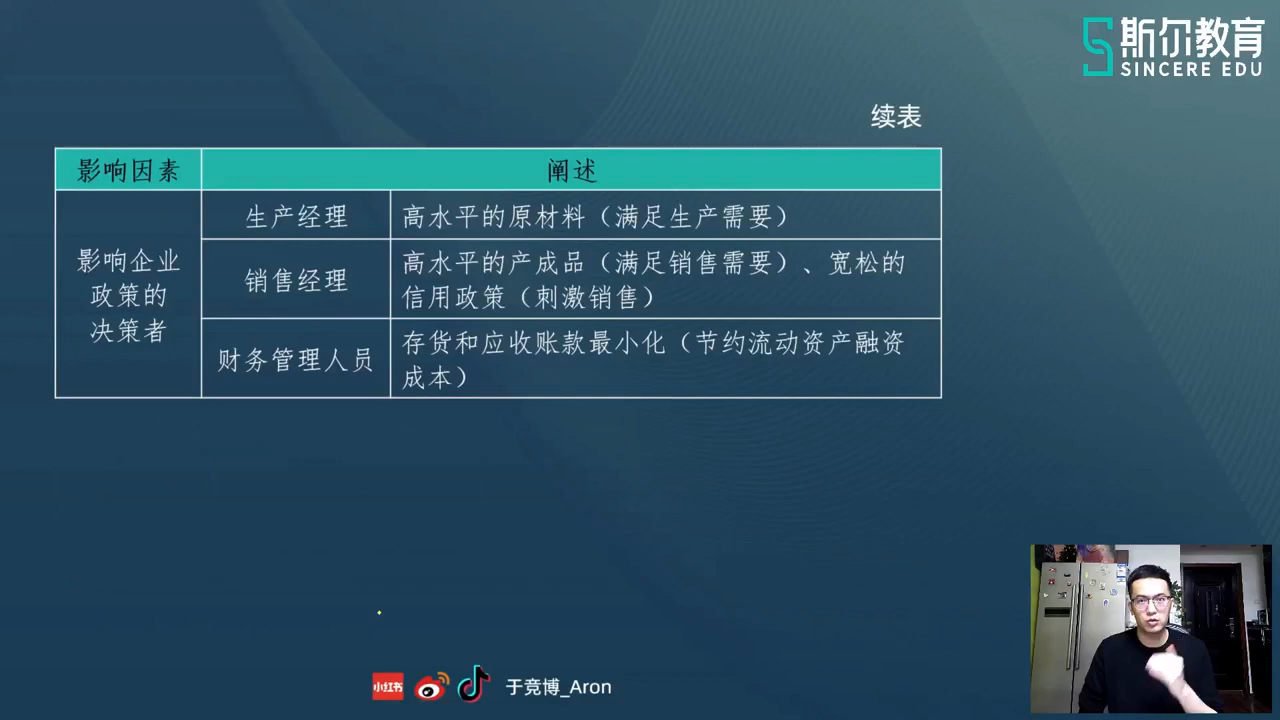 斯尔教育
SINCERE EDU
续表
影响因素
阐述
影响企业
政策的
决策者
生产经理
高水平的原材料（满足生产需要）
销售经理
高水平的产成品（满足销售需要）、宽松的
信用政策（刺激销售）
财务管理人员
存货和应收账款最小化（节约流动资产融资
成本）
小红书
于竞博_Aron